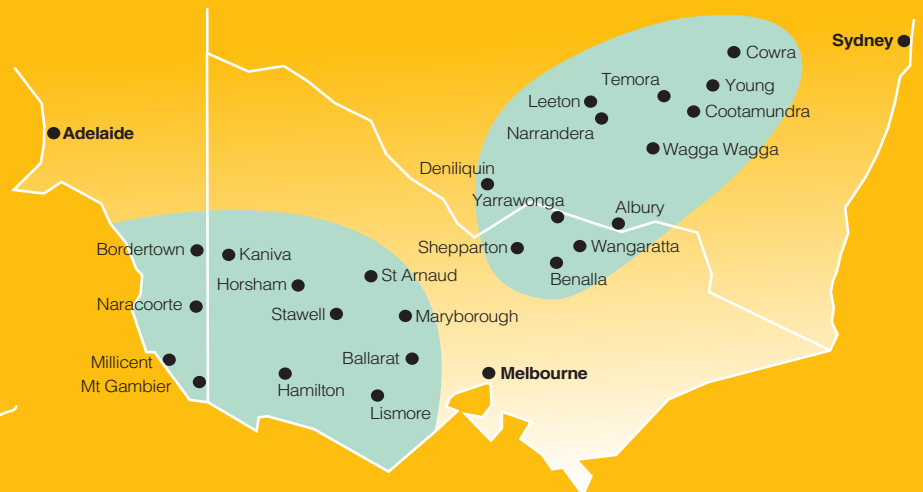 Sydney
Cowra
Temora
Young
Leeton
Cootamundra
Narrandera
Adelaide
Wagga Wagga
Deniliquin
Yarrawonga
Albury
Shepparton
Wangaratta
Bordertown
Kaniva
St Arnaud
Benalla
Horsham
Naracoorte
Stawell
Maryborough
Millicent
Ballarat
Melbourne
Mt Gambier
Hamilton
Lismore